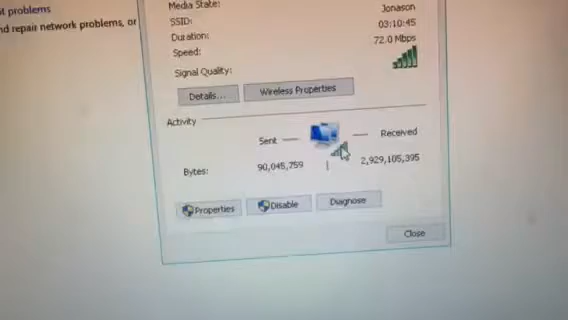 t problems
nd repair network problems, or
Media State:
SSID: Jonason
Duration: 03:10:45
Speed: 72.0 Mbps
Signal Quality:
Details... Wireless Properties
Activity
Sent Received
Bytes: 90,045,759 2,929,105,395
Properties Disable Diagnose
Close